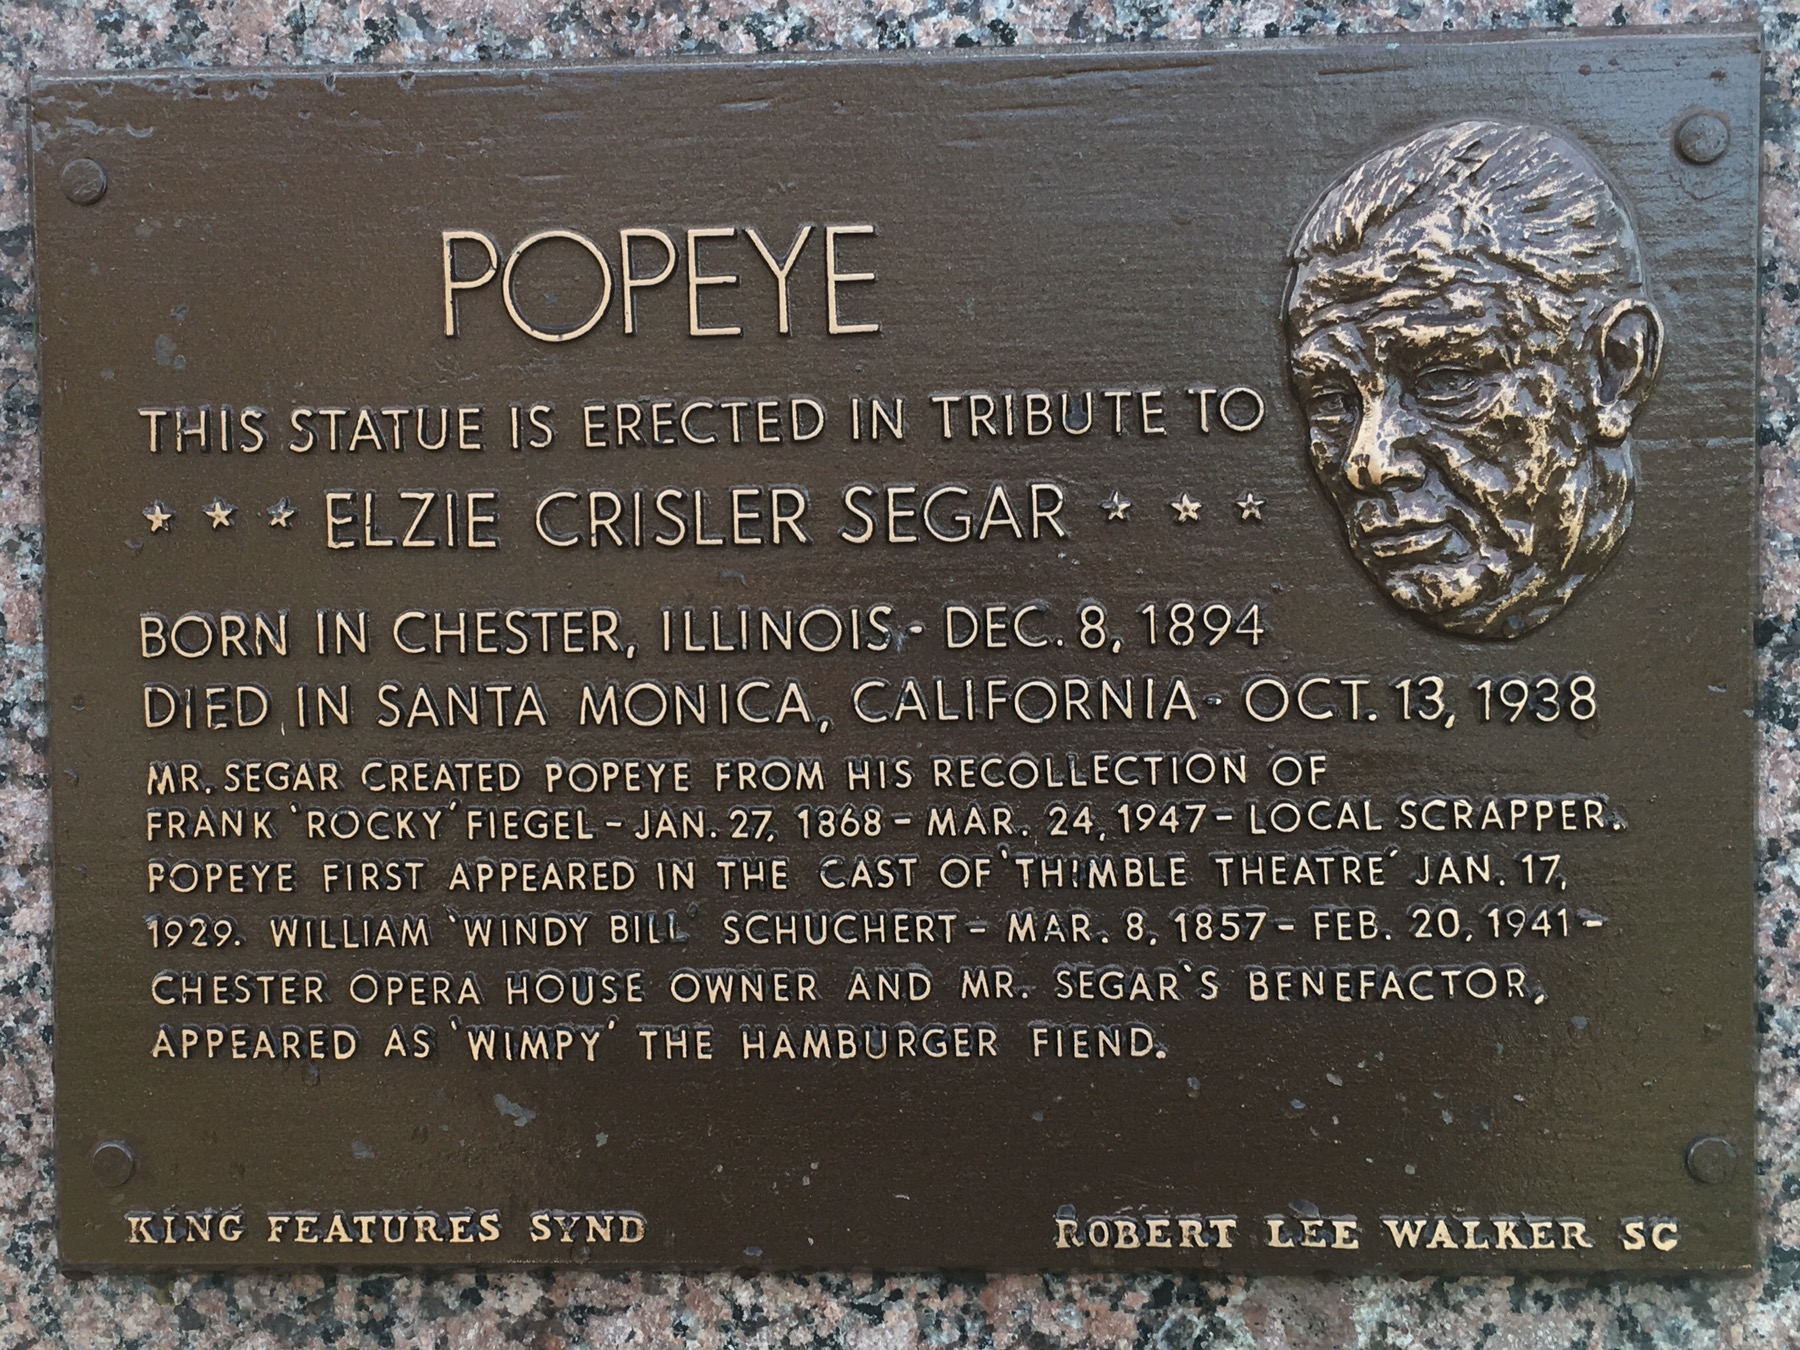 POPEYE
THIS STATUE IS ERECTED IN TRIBUTE TO
★ ★ ★ ELZIE CRISLER SEGAR ★ ★ ★
BORN IN CHESTER, ILLINOIS - DEC. 8, 1894
DIED IN SANTA MONICA, CALIFORNIA - OCT. 13, 1938
MR. SEGAR CREATED POPEYE FROM HIS RECOLLECTION OF
FRANK 'ROCKY' FIEGEL - JAN. 27, 1868 - MAR. 24, 1947 - LOCAL SCRAPPER.
POPEYE FIRST APPEARED IN THE CAST OF 'THIMBLE THEATRE' JAN. 17,
1929. WILLIAM 'WINDY BILL' SCHUCHERT - MAR. 8, 1857 - FEB. 20, 1941 -
CHESTER OPERA HOUSE OWNER AND MR. SEGAR'S BENEFACTOR,
APPEARED AS 'WIMPY' THE HAMBURGER FIEND.
KING FEATURES SYND
ROBERT LEE WALKER SC